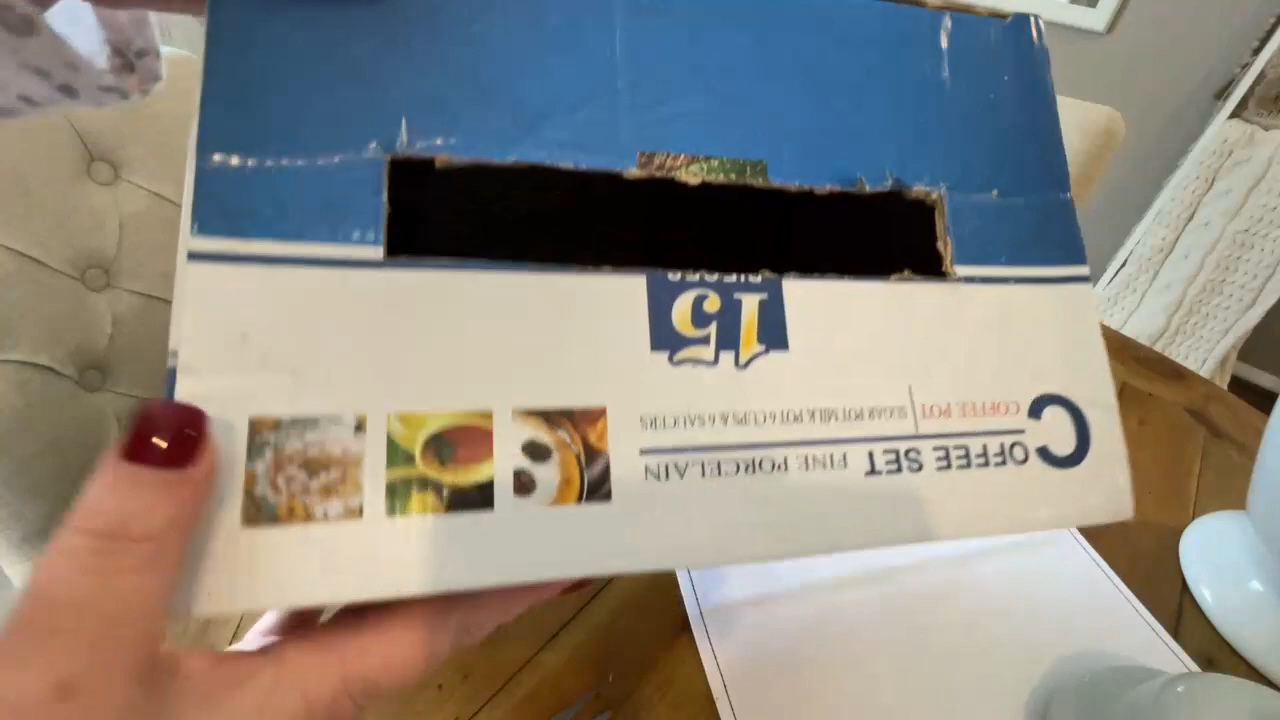 COFFEE SET FINE PORCELAIN
COFFEE POT SUGAR POT MILK POT 6 CUPS & 6 SAUCERS
15
PIECES